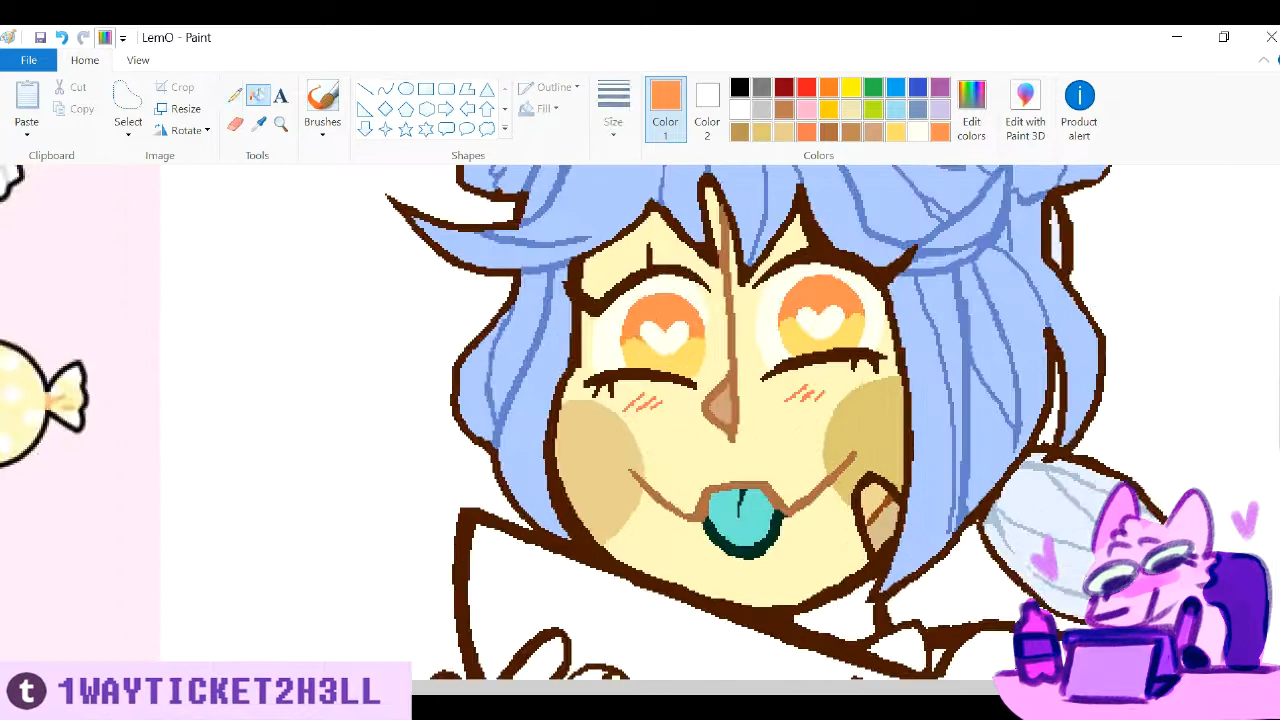 LemO - Paint
File
Home
View
Paste
Cut
Copy
Clipboard
Select
Crop
Resize
Rotate
Image
A
Tools
Brushes
Shapes
Outline
Fill
Size
Color
1
Color
2
Colors
Edit
colors
Edit with
Paint 3D
Product
alert
t 1WAYTICKET2H3LL